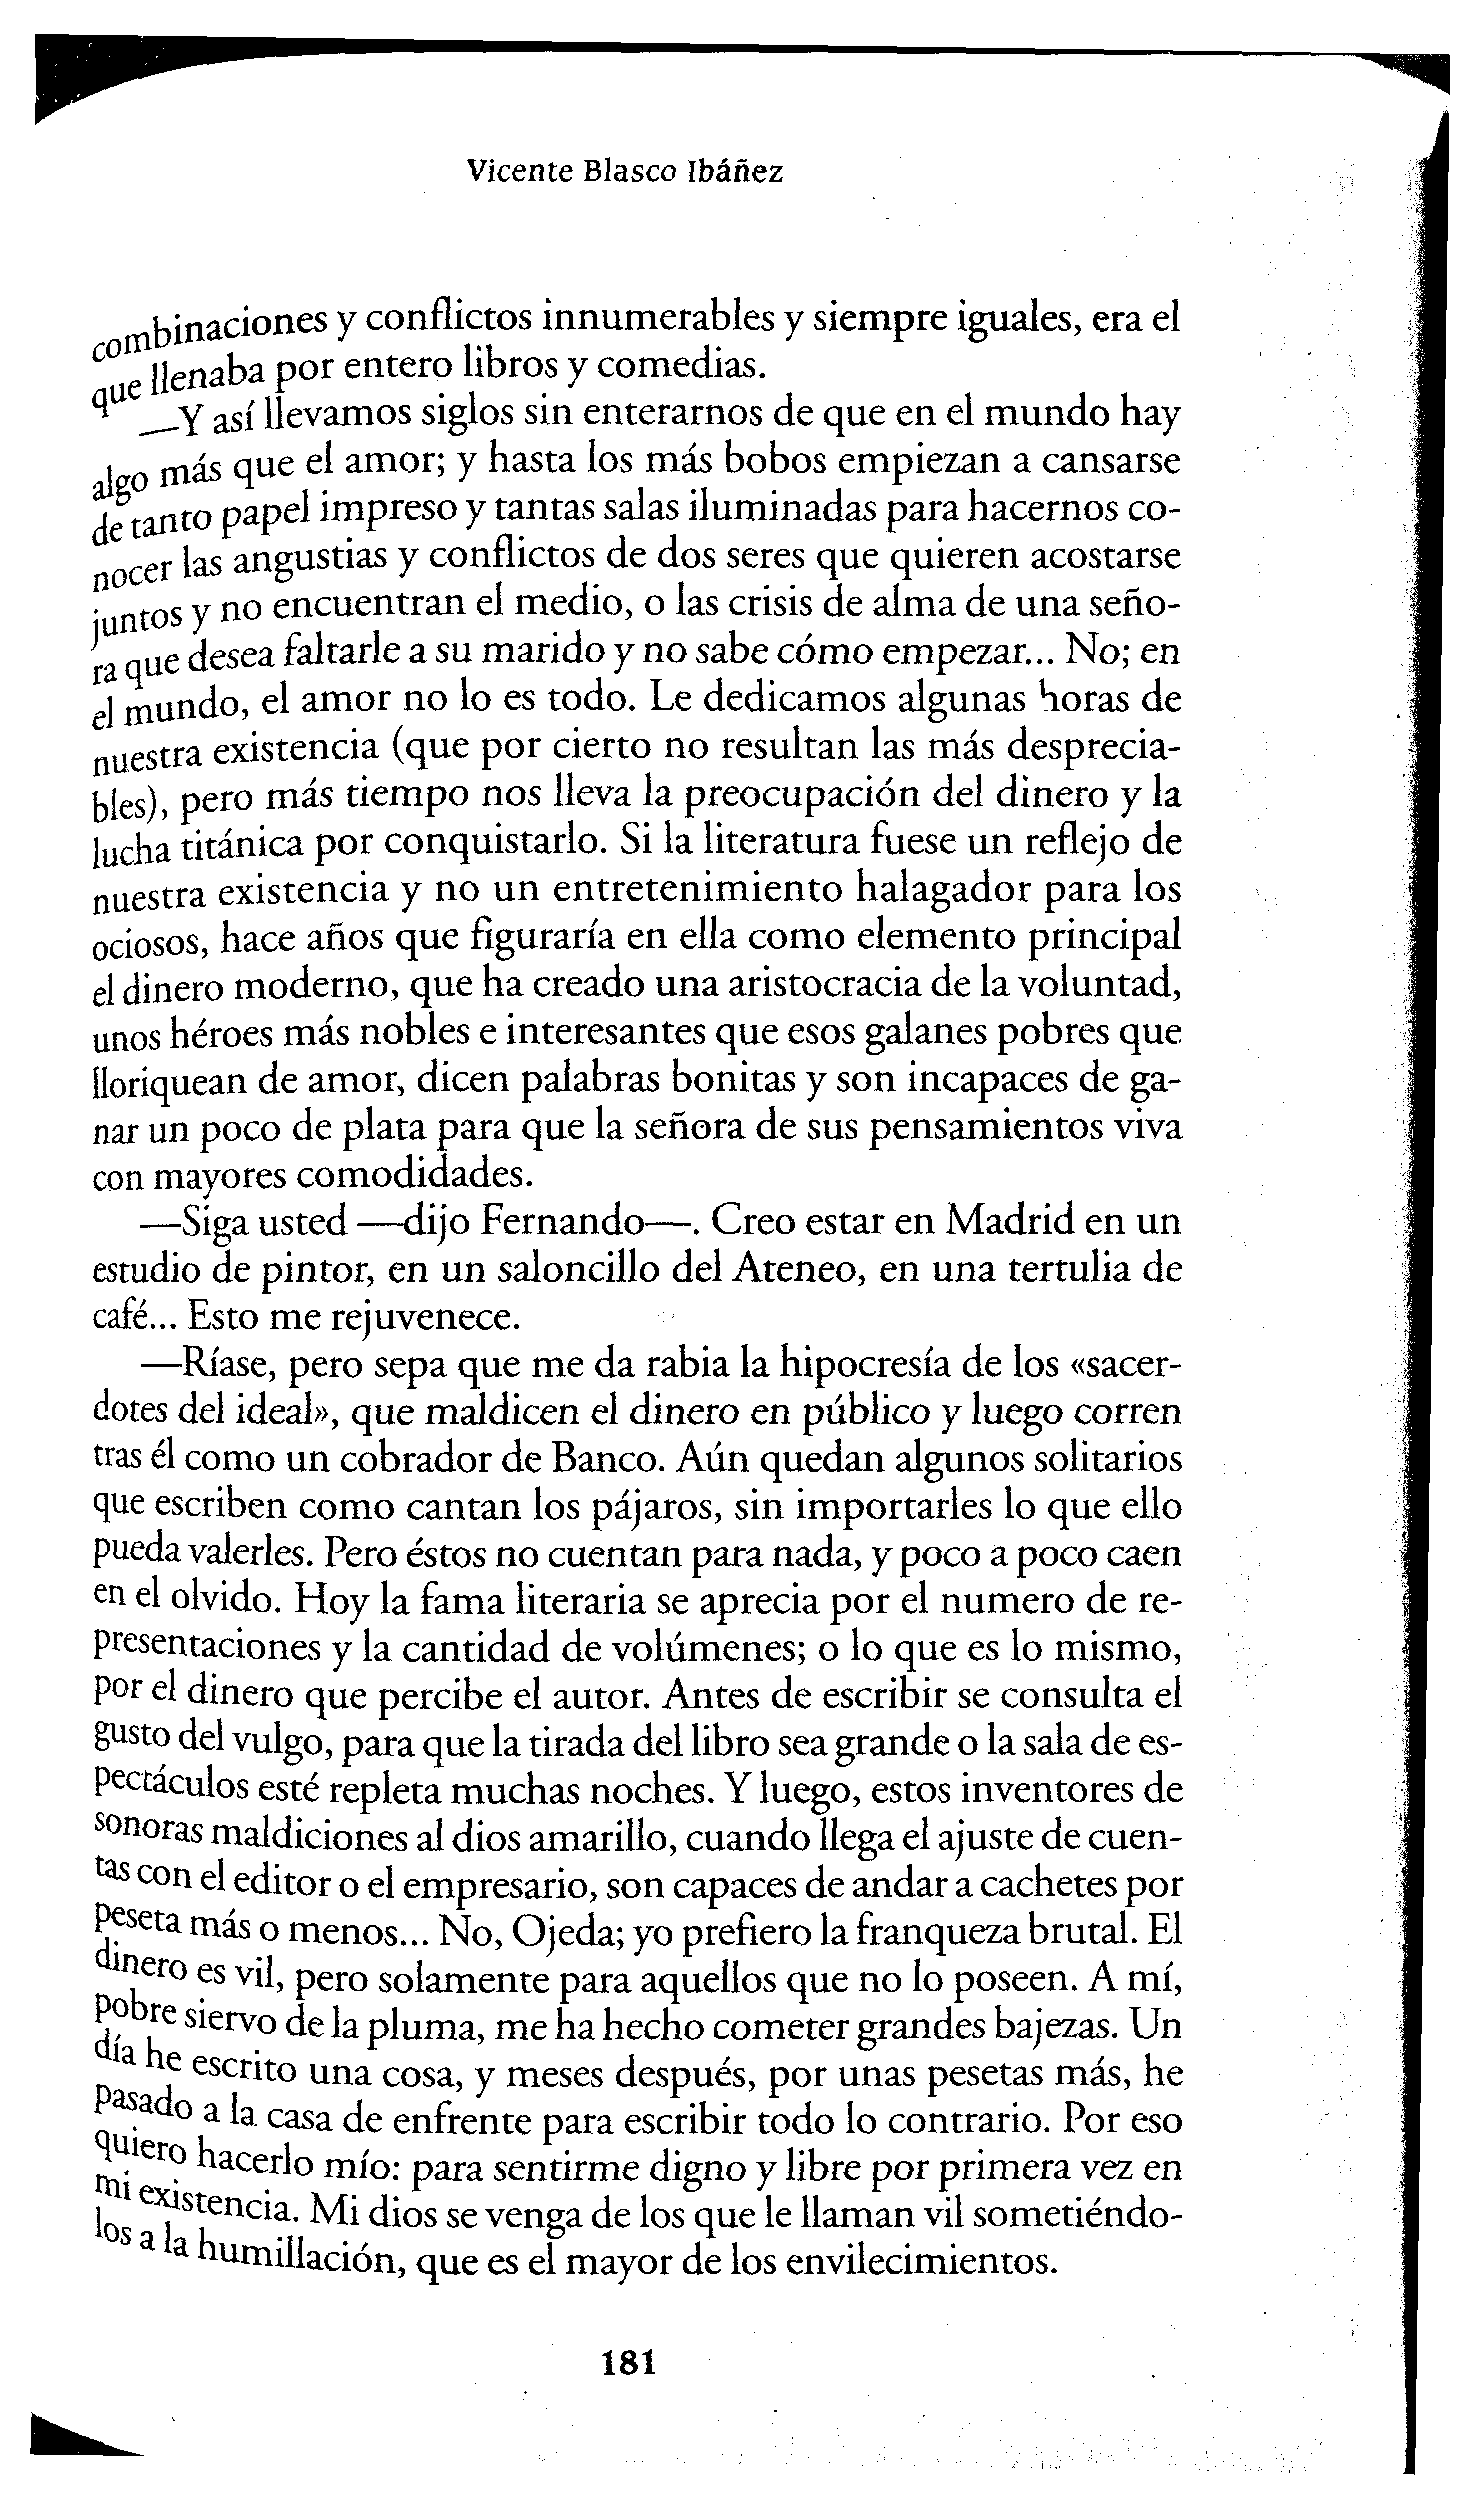 Vicente Blasco Ibáñez
combinaciones y conflictos innumerables y siempre iguales, era el
que llenaba por entero libros y comedias.
—Y así llevamos siglos sin enterarnos de que en el mundo hay
algo más que el amor; y hasta los más bobos empiezan a cansarse
de tanto papel impreso y tantas salas iluminadas para hacernos co-
nocer las angustias y conflictos de dos seres que quieren acostarse
juntos y no encuentran el medio, o las crisis de alma de una seño-
ra que desea faltarle a su marido y no sabe cómo empezar... No; en
el mundo, el amor no lo es todo. Le dedicamos algunas horas de
nuestra existencia (que por cierto no resultan las más desprecia-
bles), pero más tiempo nos lleva la preocupación del dinero y la
lucha titánica por conquistarlo. Si la literatura fuese un reflejo de
nuestra existencia y no un entretenimiento halagador para los
ociosos, hace años que figuraría en ella como elemento principal
el dinero moderno, que ha creado una aristocracia de la voluntad,
unos héroes más nobles e interesantes que esos galanes pobres que
lloriquean de amor, dicen palabras bonitas y son incapaces de ga-
nar un poco de plata para que la señora de sus pensamientos viva
con mayores comodidades.
—Siga usted —dijo Fernando—. Creo estar en Madrid en un
estudio de pintor, en un saloncillo del Ateneo, en una tertulia de
café... Esto me rejuvenece.
—Ríase, pero sepa que me da rabia la hipocresía de los «sacer-
dotes del ideal», que maldicen el dinero en público y luego corren
tras él como un cobrador de Banco. Aún quedan algunos solitarios
que escriben como cantan los pájaros, sin importarles lo que ello
pueda valerles. Pero éstos no cuentan para nada, y poco a poco caen
en el olvido. Hoy la fama literaria se aprecia por el numero de re-
presentaciones y la cantidad de volúmenes; o lo que es lo mismo,
por el dinero que percibe el autor. Antes de escribir se consulta el
gusto del vulgo, para que la tirada del libro sea grande o la sala de es-
pectáculos esté repleta muchas noches. Y luego, estos inventores de
sonoras maldiciones al dios amarillo, cuando llega el ajuste de cuen-
tas con el editor o el empresario, son capaces de andar a cachetes por
peseta más o menos... No, Ojeda; yo prefiero la franqueza brutal. El
dinero es vil, pero solamente para aquellos que no lo poseen. A mí,
pobre siervo de la pluma, me ha hecho cometer grandes bajezas. Un
día he escrito una cosa, y meses después, por unas pesetas más, he
pasado a la casa de enfrente para escribir todo lo contrario. Por eso
quiero hacerlo mío: para sentirme digno y libre por primera vez en
mi existencia. Mi dios se venga de los que le llaman vil sometiéndo-
los a la humillación, que es el mayor de los envilecimientos.
181